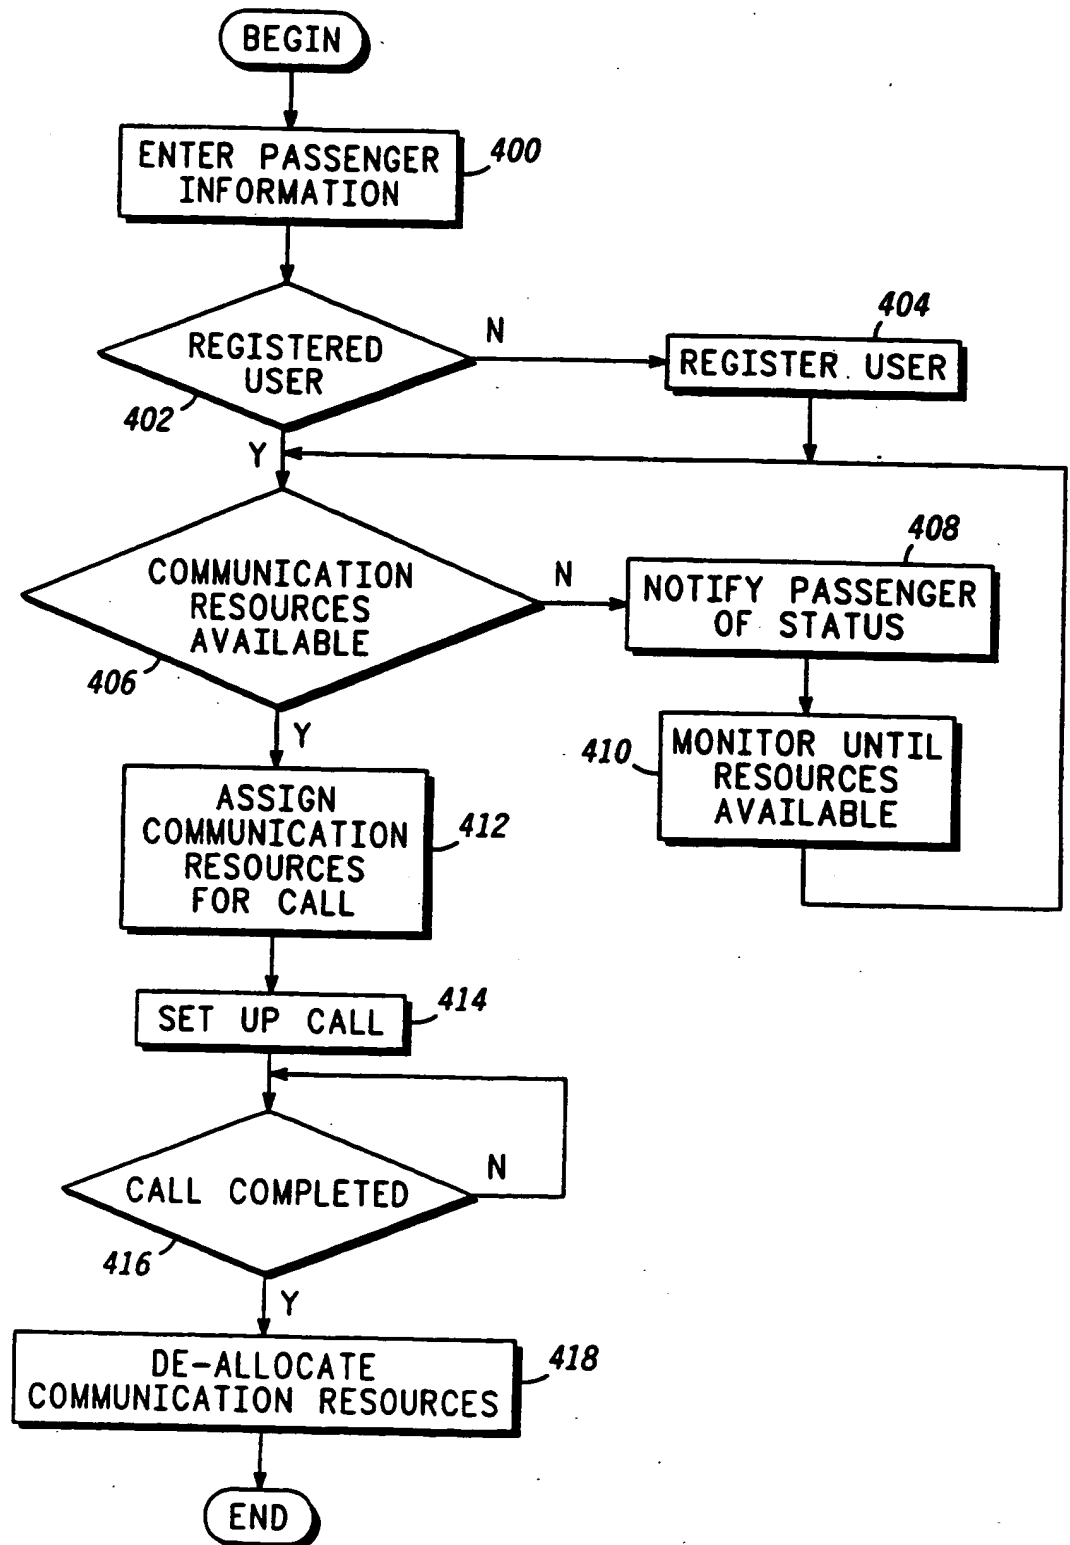 BEGIN
ENTER PASSENGER
INFORMATION
400
REGISTERED
USER
402
N
404
REGISTER USER
Y
COMMUNICATION
RESOURCES
AVAILABLE
406
N
408
NOTIFY PASSENGER
OF STATUS
410
MONITOR UNTIL
RESOURCES
AVAILABLE
Y
ASSIGN
COMMUNICATION
RESOURCES
FOR CALL
412
SET UP CALL
414
CALL COMPLETED
416
N
Y
DE-ALLOCATE
COMMUNICATION RESOURCES
418
END